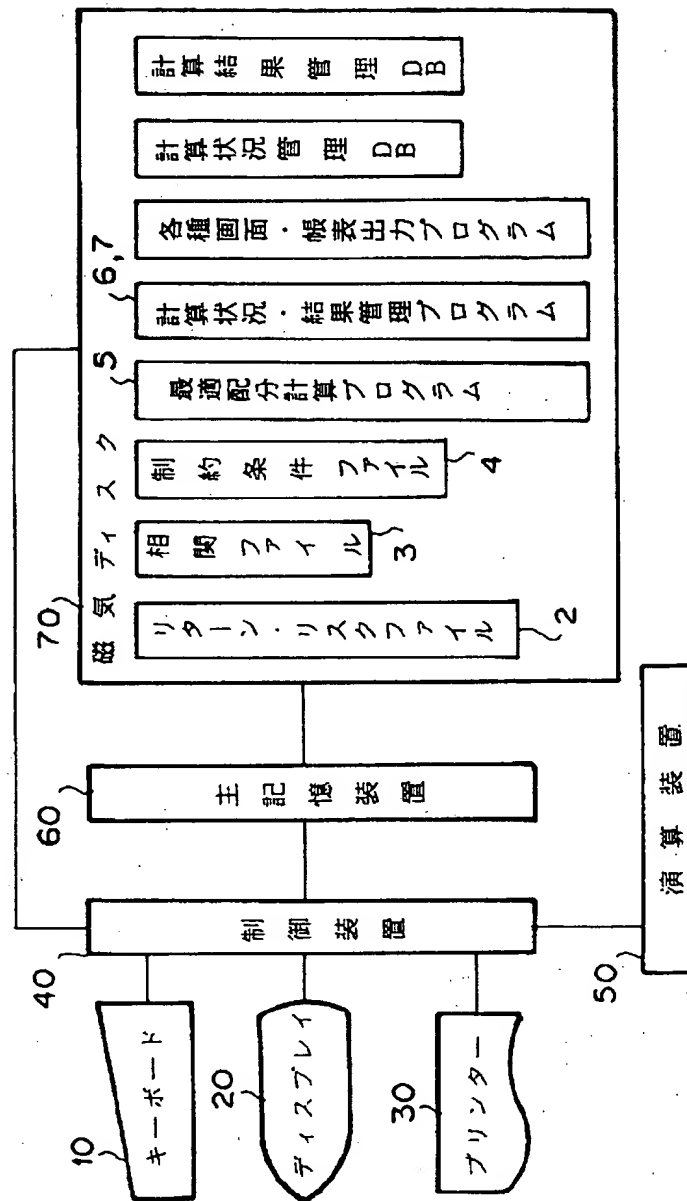 10
キーボード
20
ディスプレイ
30
プリンター
40
制御装置
50
演算装置
60
主記憶装置
70
磁気ディスク
リターン・リスクファイル
2
相関ファイル
3
制約条件ファイル
4
5
最適配分計算プログラム
6,7
計算状況・結果管理プログラム
各種画面・帳表出力プログラム
計算状況管理DB
計算結果管理DB